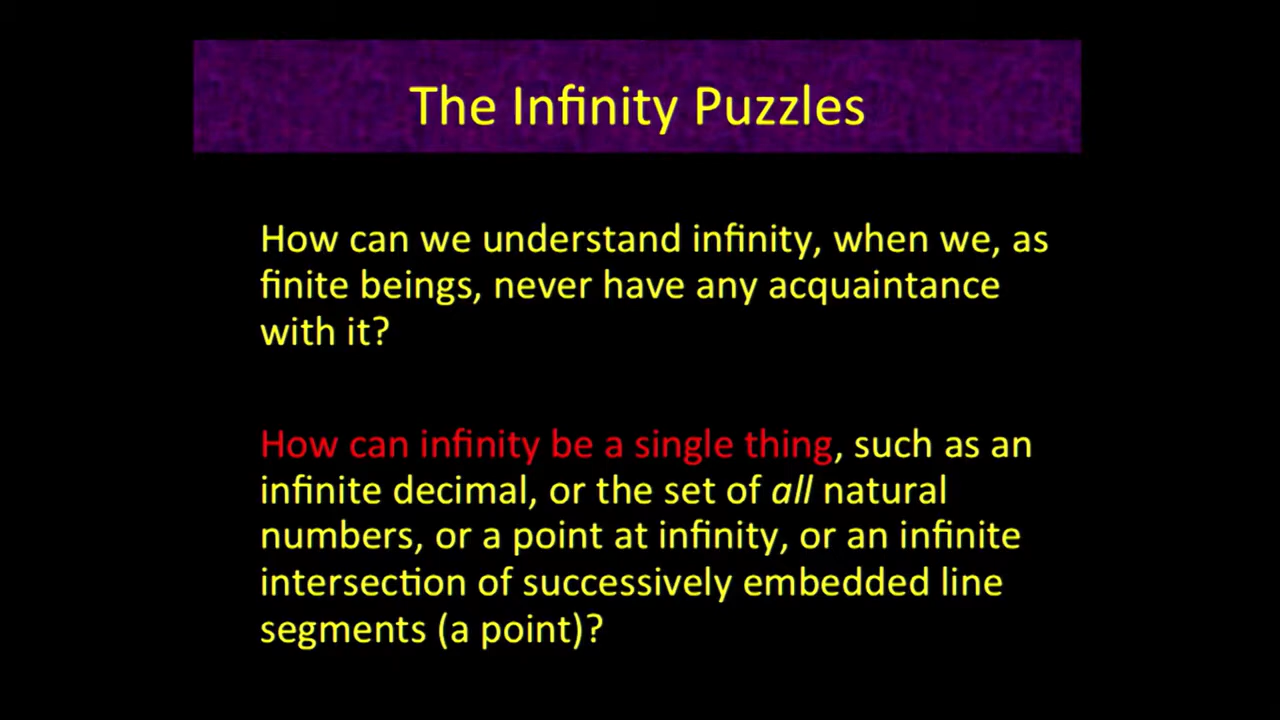 The Infinity Puzzles
How can we understand infinity, when we, as
finite beings, never have any acquaintance
with it?
How can infinity be a single thing, such as an
infinite decimal, or the set of all natural
numbers, or a point at infinity, or an infinite
intersection of successively embedded line
segments (a point)?